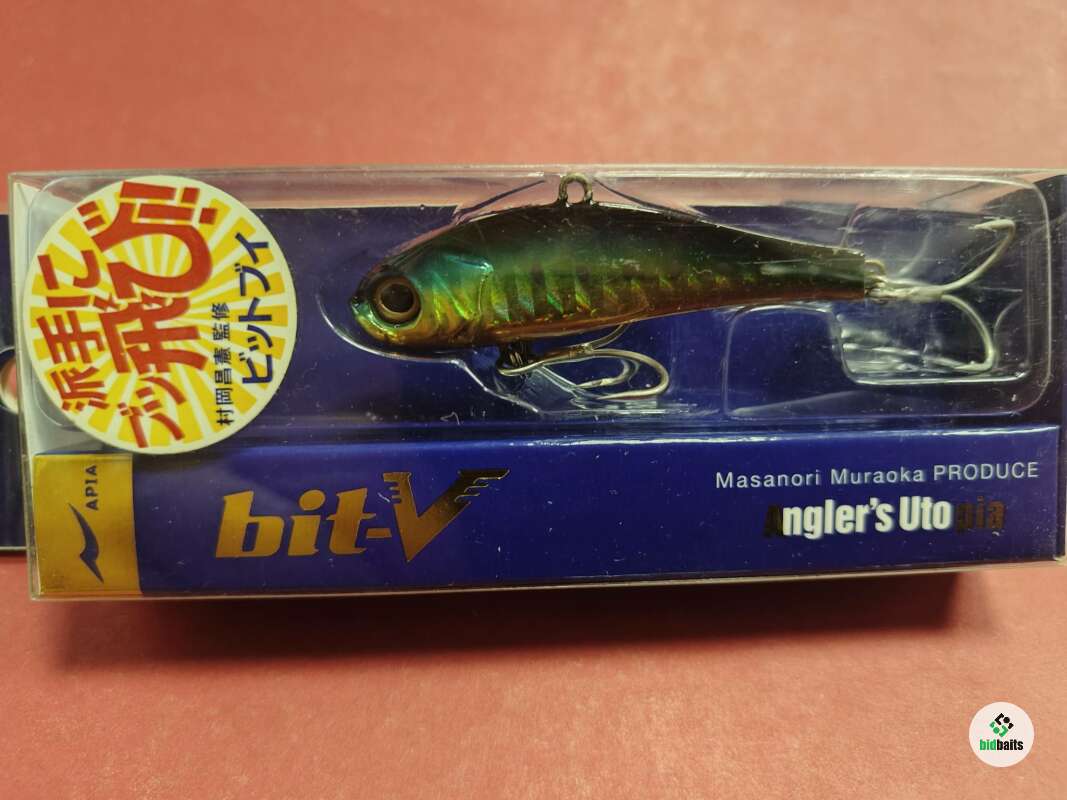 派手に
ブッ飛び!
村岡昌憲監修
ビットブイ
APIA
bit-V
Masanori Muraoka PRODUCE
Angler's Utopia
bidbaits